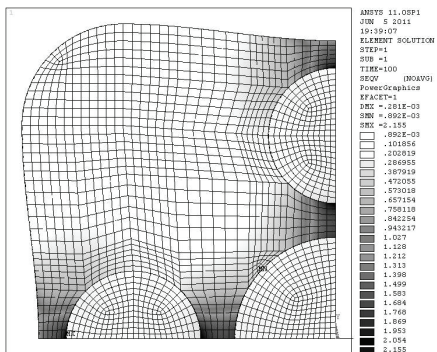 1
ANSYS 11.0SP1
JUN 5 2011
19:39:07
ELEMENT SOLUTION
STEP=1
SUB =1
TIME=100
SEQV (NOAVG)
PowerGraphics
EFACET=1
DMX =.281E-03
SMN =.892E-03
SMX =2.155
.892E-03
.101856
.202819
.286955
.387919
.472055
.573018
.657154
.758118
.842254
.943217
1.027
1.128
1.212
1.313
1.398
1.499
1.583
1.684
1.768
1.869
1.953
2.054
2.155
MN
Y
MX